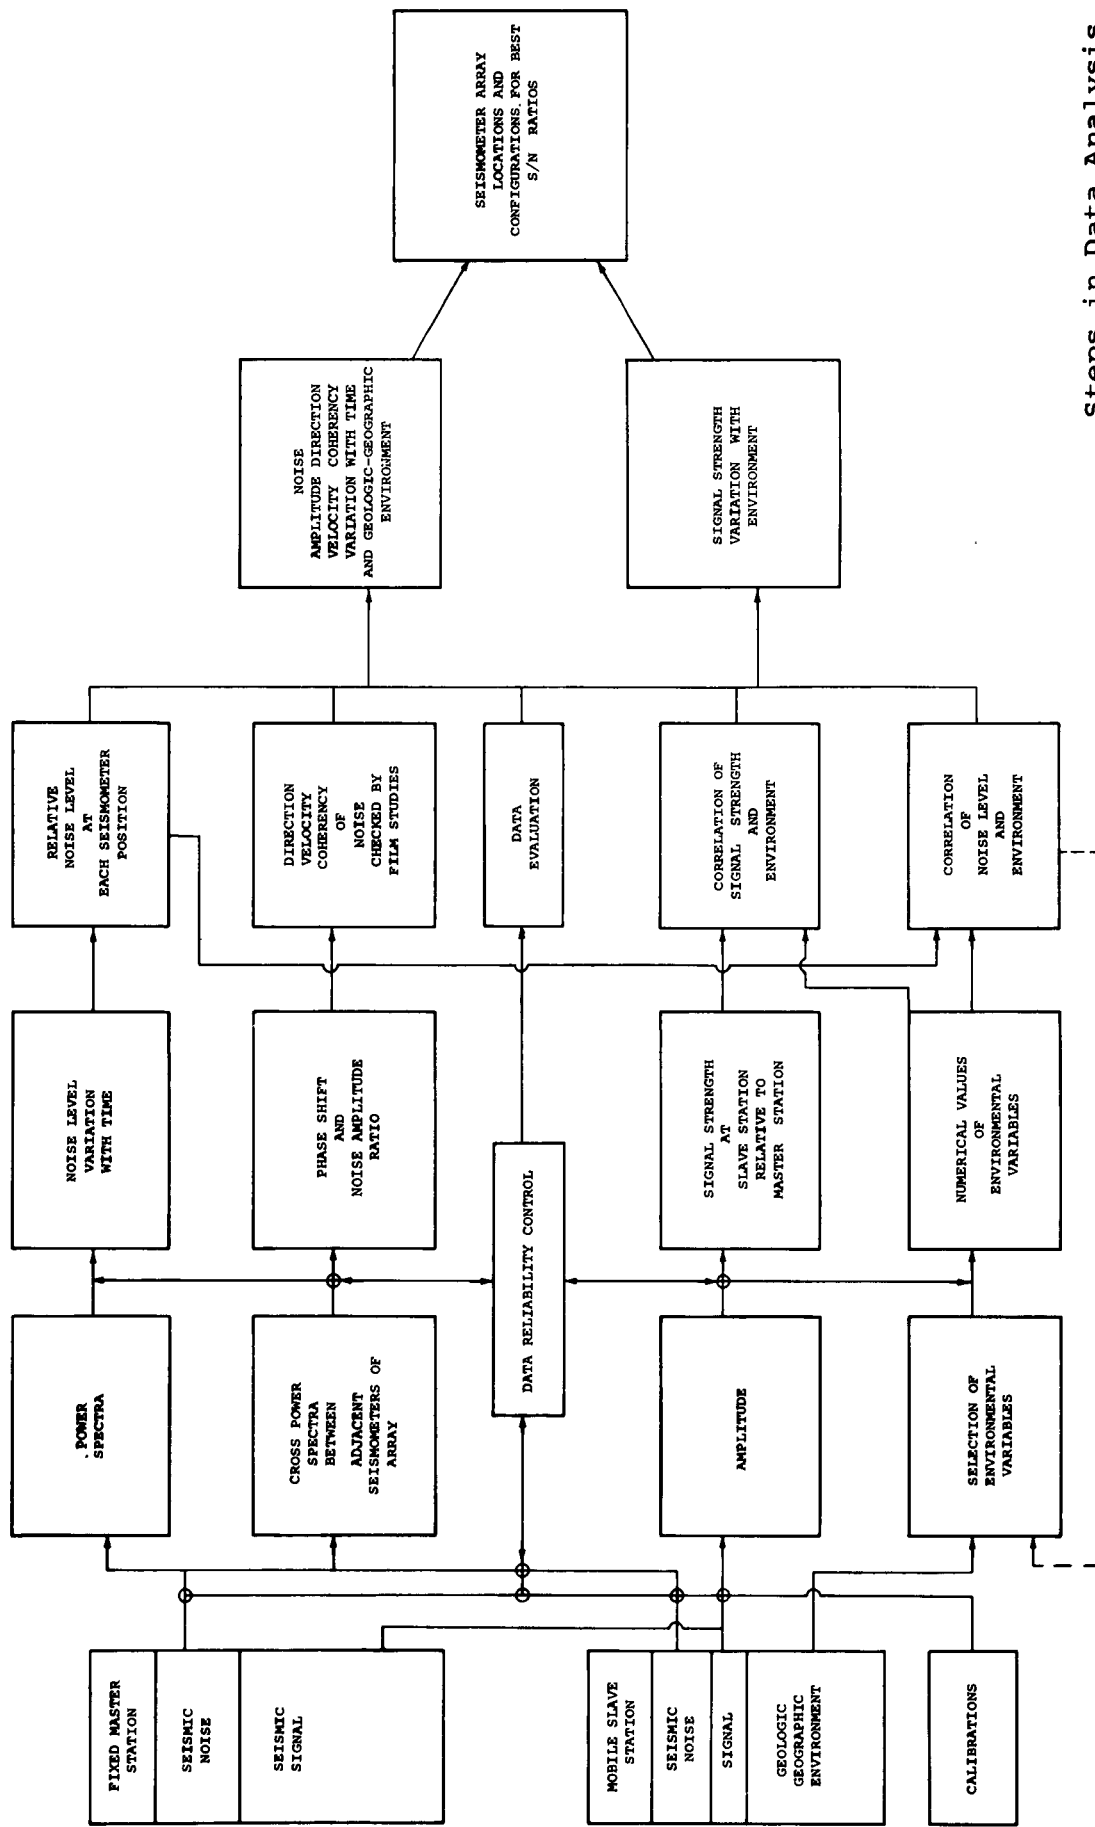 FIXED MASTER
STATION
SEISMIC
NOISE
SEISMIC
SIGNAL
MOBILE SLAVE
STATION
SEISMIC
NOISE
SIGNAL
GEOLOGIC
GEOGRAPHIC
ENVIRONMENT
CALIBRATIONS
POWER
SPECTRA
CROSS POWER
SPECTRA
BETWEEN
ADJACENT
SEISMOMETERS OF
ARRAY
DATA RELIABILITY CONTROL
AMPLITUDE
SELECTION OF
ENVIRONMENTAL
VARIABLES
NOISE LEVEL
VARIATION
WITH TIME
PHASE SHIFT
AND
NOISE AMPLITUDE
RATIO
SIGNAL STRENGTH
AT
SLAVE STATION
RELATIVE TO
MASTER STATION
NUMERICAL VALUES
OF
ENVIRONMENTAL
VARIABLES
RELATIVE
NOISE LEVEL
AT
EACH SEISMOMETER
POSITION
DIRECTION
VELOCITY
COHERENCY
OF
NOISE
CHECKED BY
FILM STUDIES
DATA
EVALUATION
CORRELATION OF
SIGNAL STRENGTH
AND
ENVIRONMENT
CORRELATION
OF
NOISE LEVEL
AND
ENVIRONMENT
NOISE
AMPLITUDE DIRECTION
VELOCITY COHERENCY
VARIATION WITH TIME
AND GEOLOGIC-GEOGRAPHIC
ENVIRONMENT
SIGNAL STRENGTH
VARIATION WITH
ENVIRONMENT
SEISMOMETER ARRAY
LOCATIONS AND
CONFIGURATIONS.FOR BEST
S/N RATIOS
Steps in Data Analysis